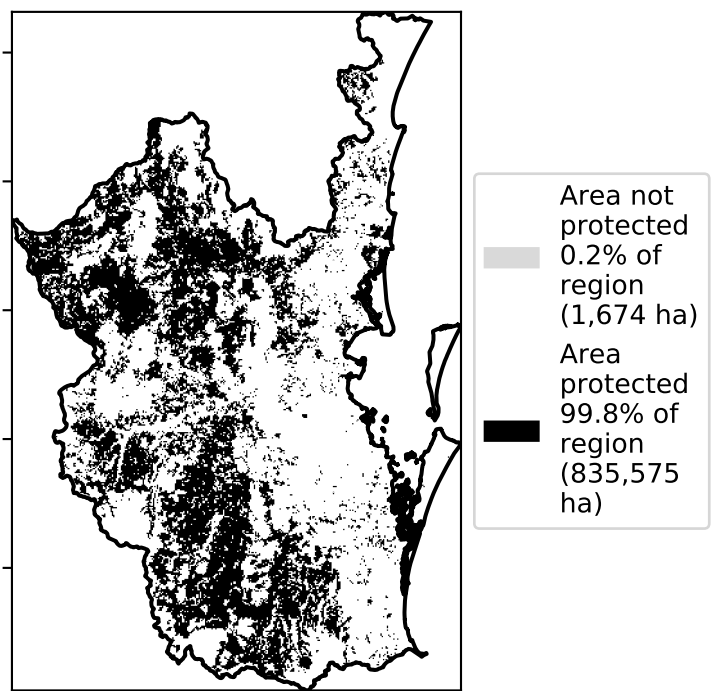 Area not
protected
0.2% of
region
(1,674 ha)
Area
protected
99.8% of
region
(835,575
ha)